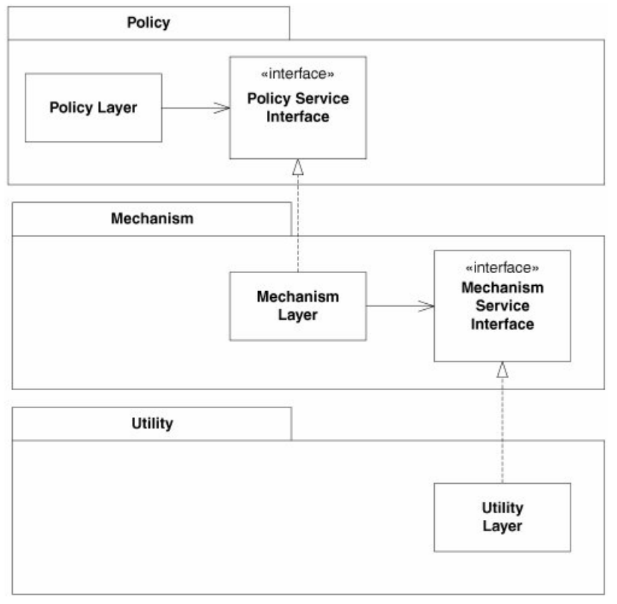 Policy
Policy Layer
«interface»
Policy Service
Interface
Mechanism
Mechanism
Layer
«interface»
Mechanism
Service
Interface
Utility
Utility
Layer